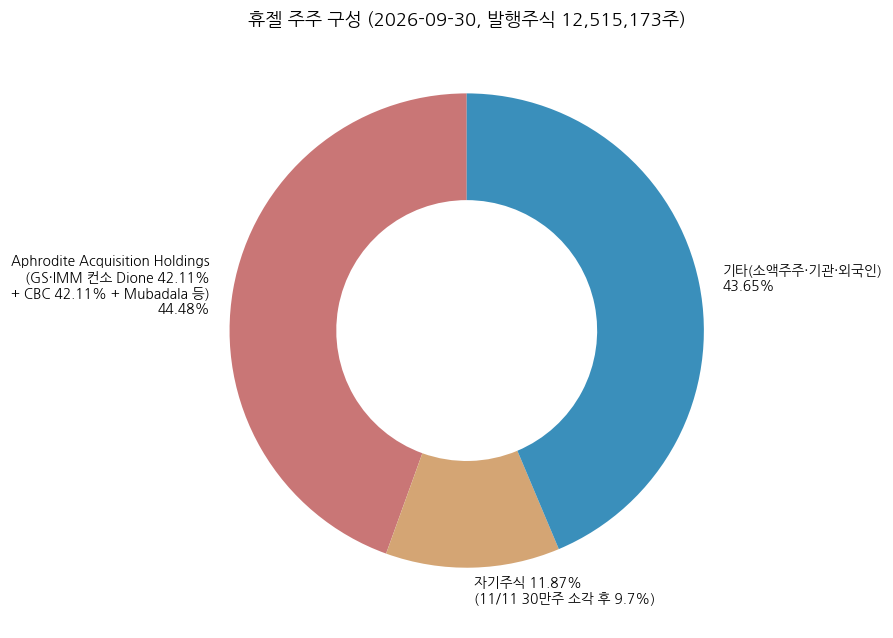 휴젤 주주 구성 (2026-09-30, 발행주식 12,515,173주)
Aphrodite Acquisition Holdings
(GS·IMM 컨소 Dione 42.11%
+ CBC 42.11% + Mubadala 등)
44.48%
기타(소액주주·기관·외국인)
43.65%
자기주식 11.87%
(11/11 30만주 소각 후 9.7%)